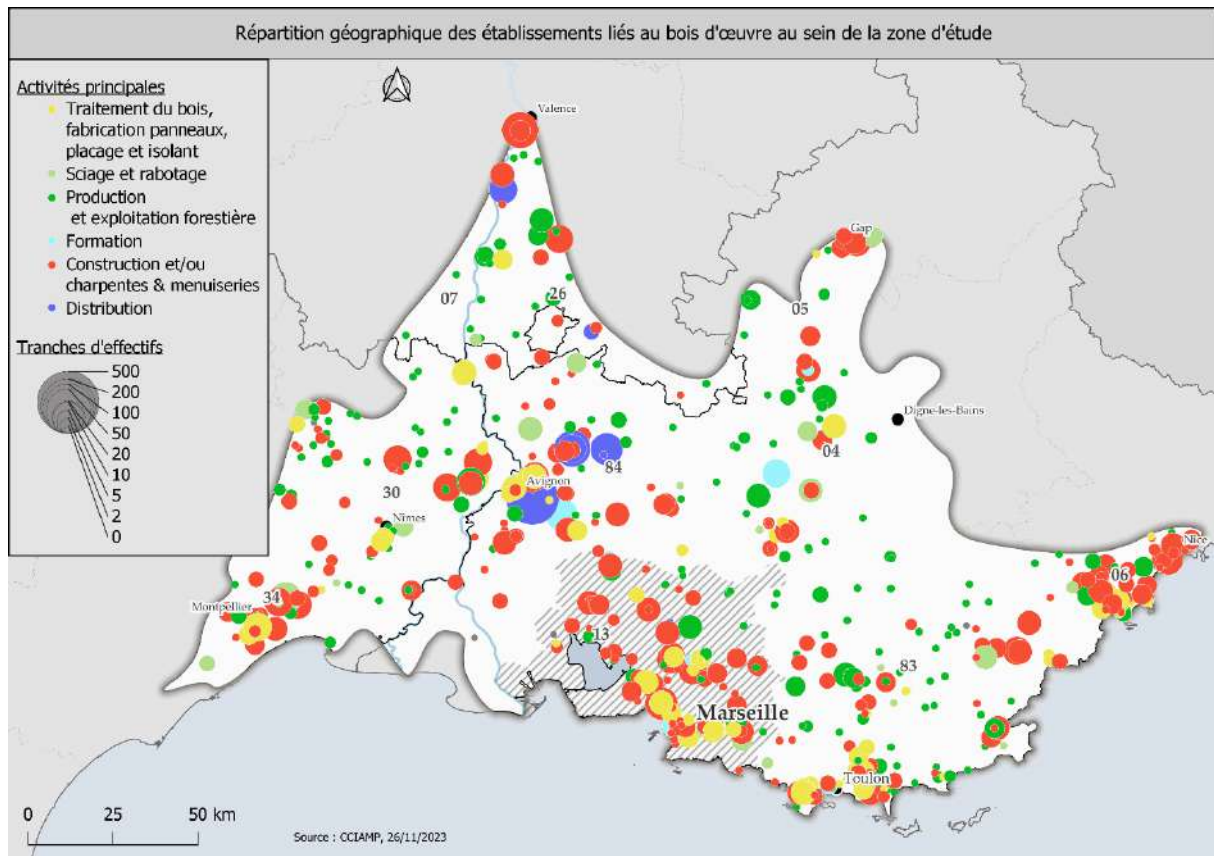 Répartition géographique des établissements liés au bois d'œuvre au sein de la zone d'étude
Activités principales
Traitement du bois,
fabrication panneaux,
placage et isolant
Sciage et rabotage
Production
et exploitation forestière
Formation
Construction et/ou
charpentes & menuiseries
Distribution
Tranches d'effectifs
500
200
100
50
20
10
5
2
0
Valence
Gap
07
26
05
Digne-les-Bains
04
84
Avignon
30
Nîmes
Nice
06
34
Montpellier
13
83
Marseille
Toulon
0 25 50 km
Source : CCIAMP, 26/11/2023